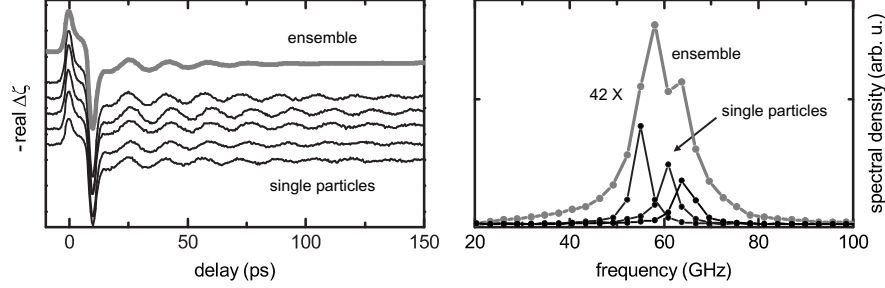 ensemble
single particles
- real Δζ
0
50
100
150
delay (ps)
42 X
ensemble
single particles
20
40
60
80
100
frequency (GHz)
spectral density (arb. u.)